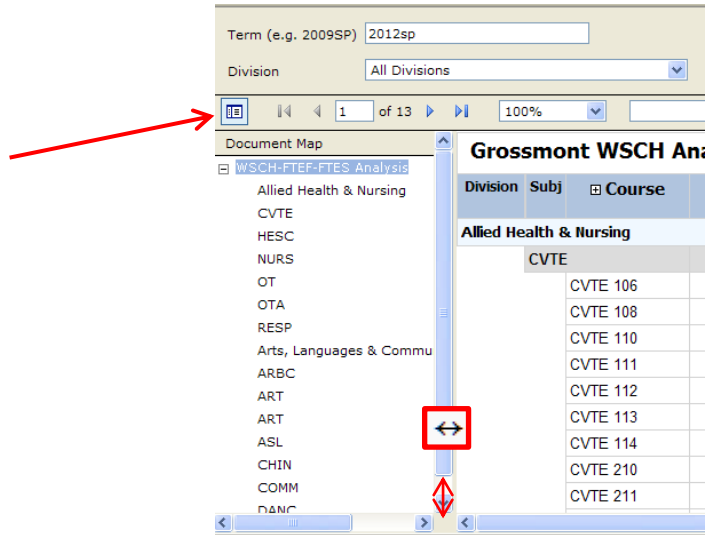 Term (e.g. 2009SP) 2012sp
Division All Divisions
1 of 13 100%
Document Map
WSCH-FTEF-FTES Analysis
Allied Health & Nursing
CVTE
HESC
NURS
OT
OTA
RESP
Arts, Languages & Commu
ARBC
ART
ART
ASL
CHIN
COMM
DANC
Grossmont WSCH Ana
Division Subj Course
Allied Health & Nursing
CVTE
CVTE 106
CVTE 108
CVTE 110
CVTE 111
CVTE 112
CVTE 113
CVTE 114
CVTE 210
CVTE 211